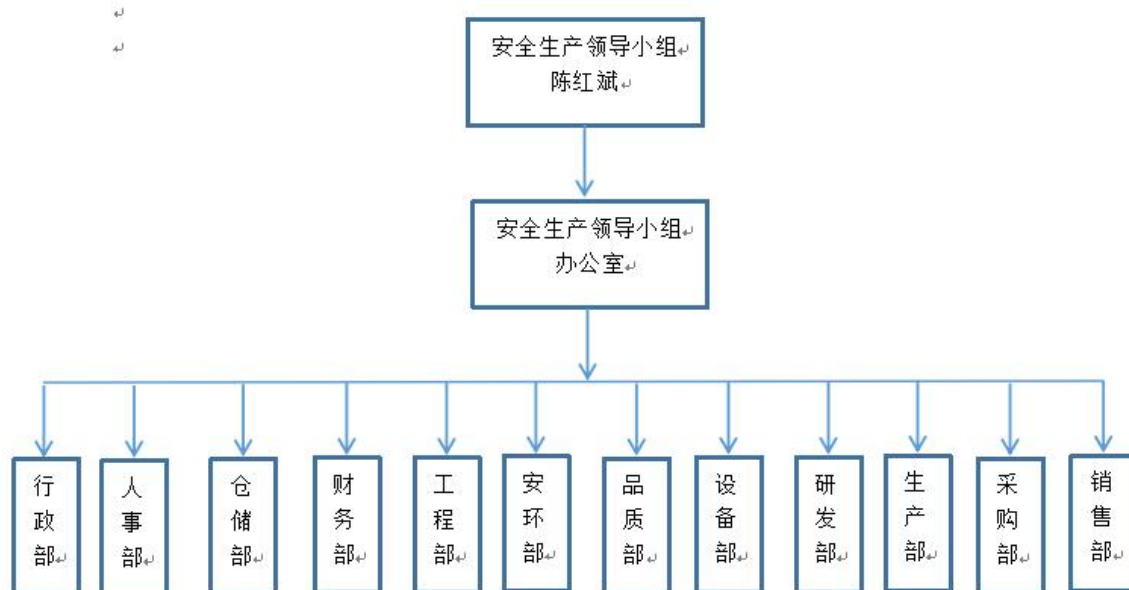 安全生产领导小组
陈红斌
安全生产领导小组
办公室
行政部
人事部
仓储部
财务部
工程部
安环部
品质部
设备部
研发部
生产部
采购部
销售部